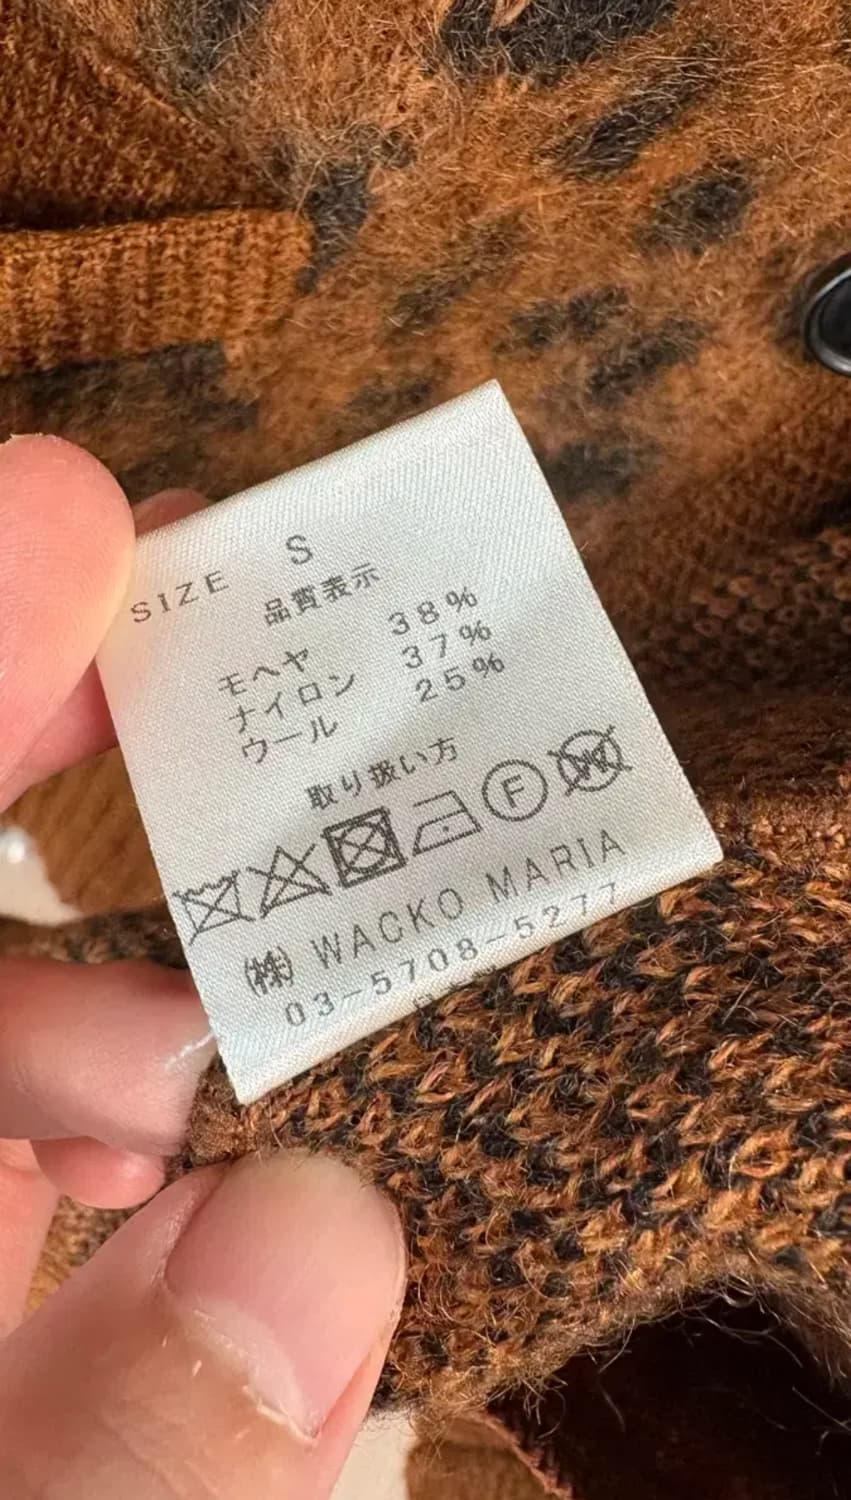 SIZE S
品質表示
モヘヤ 38%
ナイロン 37%
ウール 25%
取り扱い方
F W
㈱ WACKO MARIA
03-5708-5277